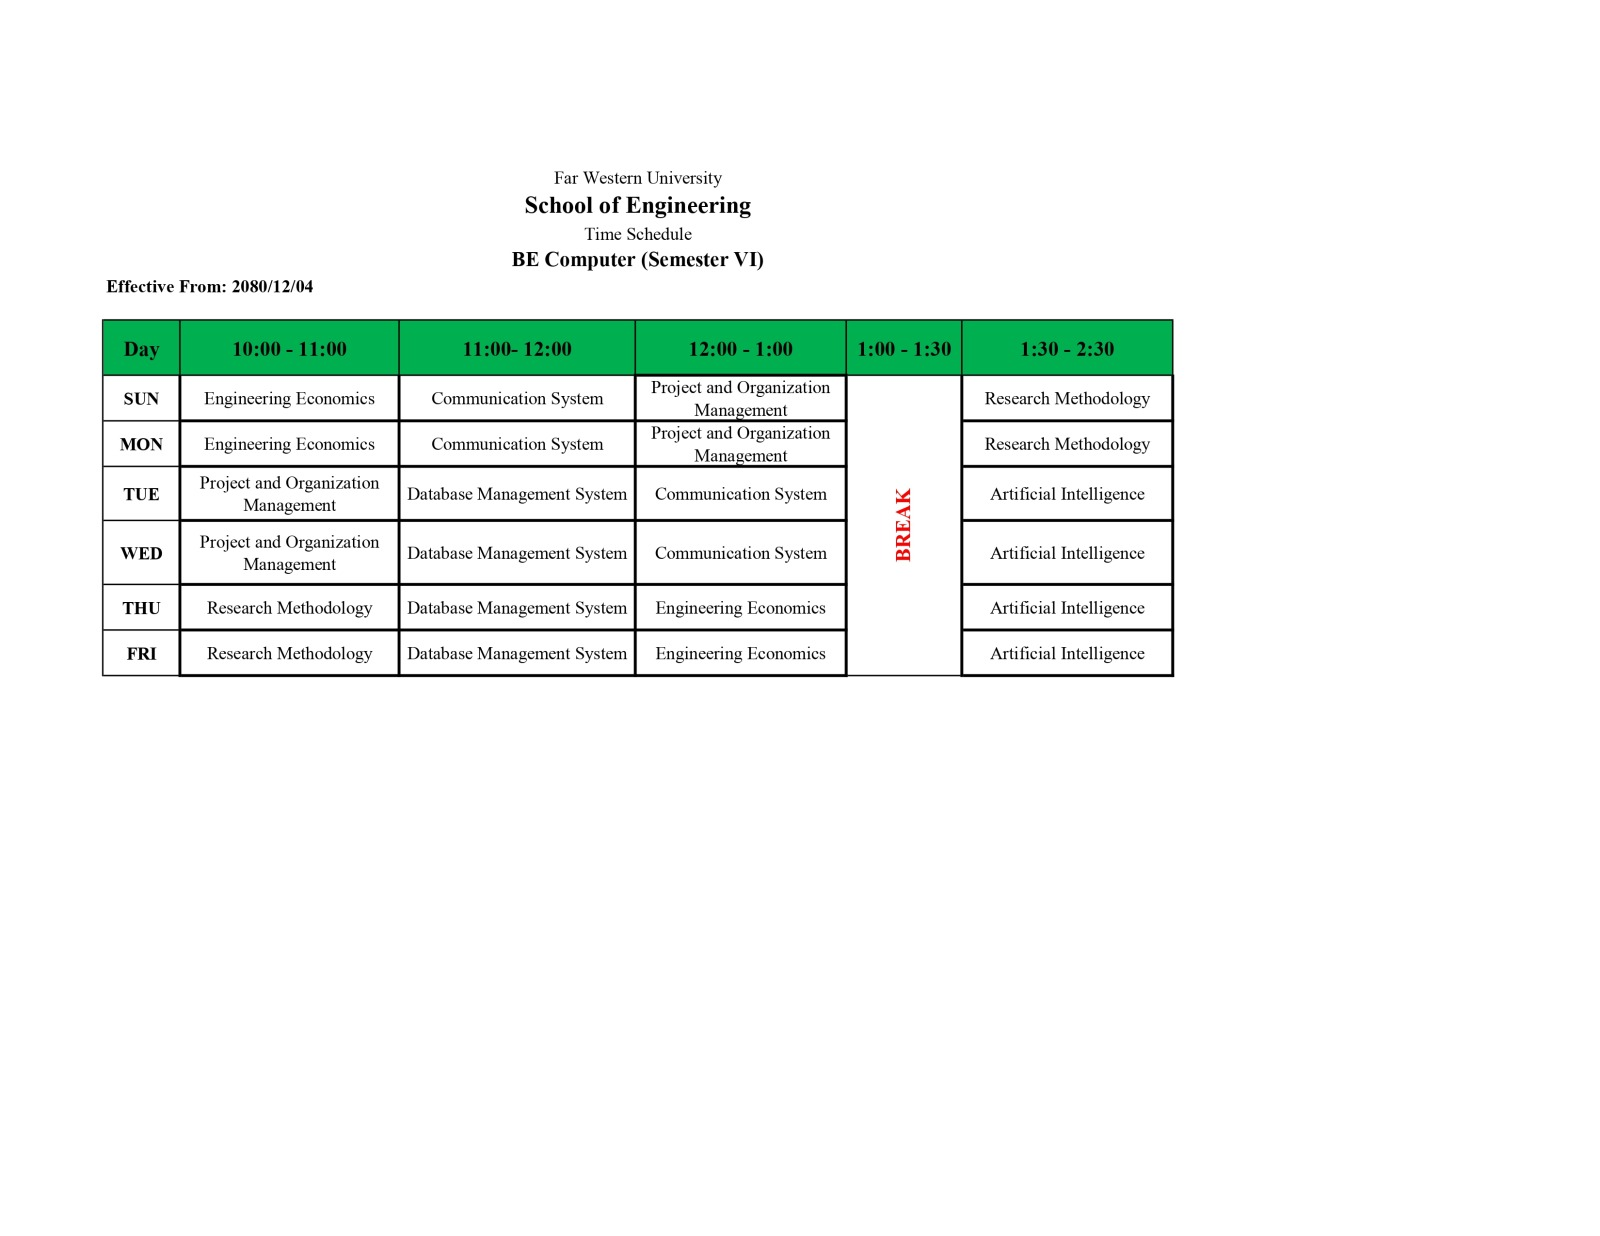 Far Western University
School of Engineering
Time Schedule
BE Computer (Semester VI)
Effective From: 2080/12/04
Day 10:00 - 11:00 11:00- 12:00 12:00 - 1:00 1:00 - 1:30 1:30 - 2:30
SUN Engineering Economics Communication System Project and Organization Management Research Methodology
MON Engineering Economics Communication System Project and Organization Management Research Methodology
TUE Project and Organization Management Database Management System Communication System Artificial Intelligence
BREAK
WED Project and Organization Management Database Management System Communication System Artificial Intelligence
THU Research Methodology Database Management System Engineering Economics Artificial Intelligence
FRI Research Methodology Database Management System Engineering Economics Artificial Intelligence